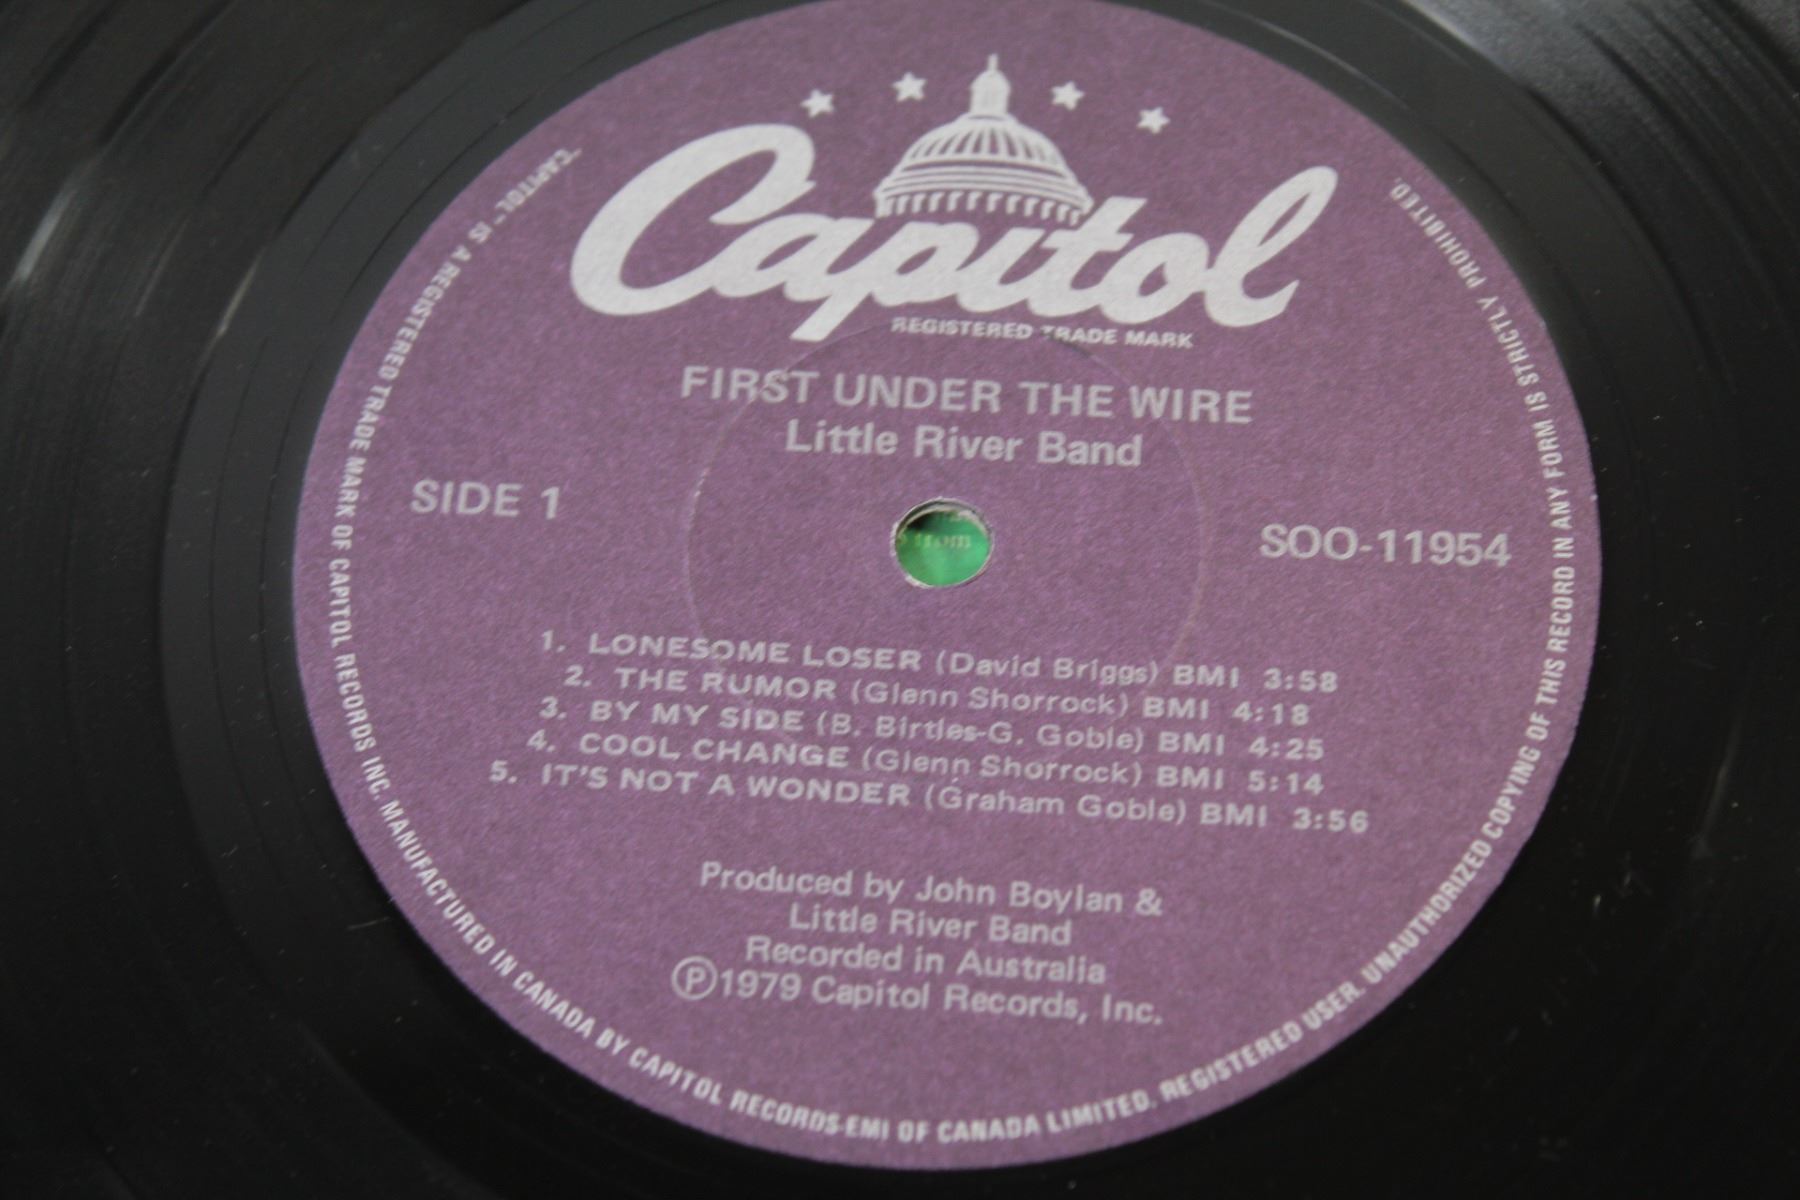 Capitol
REGISTERED TRADE MARK
FIRST UNDER THE WIRE
Little River Band
SIDE 1
SOO-11954
1. LONESOME LOSER (David Briggs) BMI 3:58
2. THE RUMOR (Glenn Shorrock) BMI 4:18
3. BY MY SIDE (B. Birtles-G. Goble) BMI 4:25
4. COOL CHANGE (Glenn Shorrock) BMI 5:14
5. IT'S NOT A WONDER (Graham Goble) BMI 3:56
Produced by John Boylan &
Little River Band
Recorded in Australia
Ⓟ1979 Capitol Records, Inc.
"CAPITOL" IS A REGISTERED TRADE MARK OF CAPITOL RECORDS INC. MANUFACTURED IN CANADA BY CAPITOL RECORDS-EMI OF CANADA LIMITED. REGISTERED USER. UNAUTHORIZED COPYING OF THIS RECORD IN ANY FORM IS STRICTLY PROHIBITED.